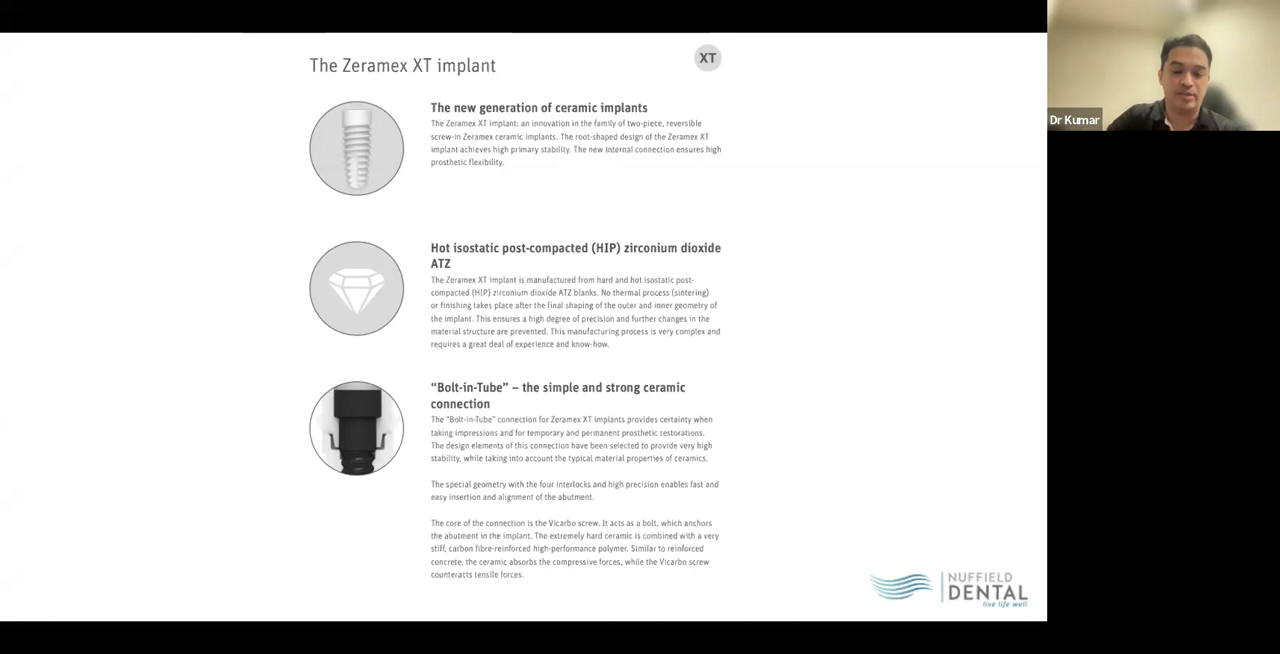 The Zeramex XT implant
XT
The new generation of ceramic implants
The Zeramex XT implant: an innovation in the family of two-piece, reversible
screw-in Zeramex ceramic implants. The root-shaped design of the Zeramex XT
implant achieves high primary stability. The new internal connection ensures high
prosthetic flexibility.
Hot isostatic post-compacted (HIP) zirconium dioxide
ATZ
The Zeramex XT implant is manufactured from hard and hot isostatic post-
compacted (HIP) zirconium dioxide ATZ blanks. No thermal process (sintering)
or finishing takes place after the final shaping of the outer and inner geometry of
the implant. This ensures a high degree of precision and further changes in the
material structure are prevented. This manufacturing process is very complex and
requires a great deal of experience and know-how.
“Bolt-in-Tube” – the simple and strong ceramic
connection
The “Bolt-in-Tube” connection for Zeramex XT implants provides certainty when
taking impressions and for temporary and permanent prosthetic restorations.
The design elements of this connection have been selected to provide very high
stability, while taking into account the typical material properties of ceramics.
The special geometry with the four interlocks and high precision enables fast and
easy insertion and alignment of the abutment.
The core of the connection is the Vicarbo screw. It acts as a bolt, which anchors
the abutment in the implant. The extremely hard ceramic is combined with a very
stiff, carbon fibre-reinforced high-performance polymer. Similar to reinforced
concrete, the ceramic absorbs the compressive forces, while the Vicarbo screw
counteracts tensile forces.
NUFFIELD
DENTAL
live life well
Dr Kumar